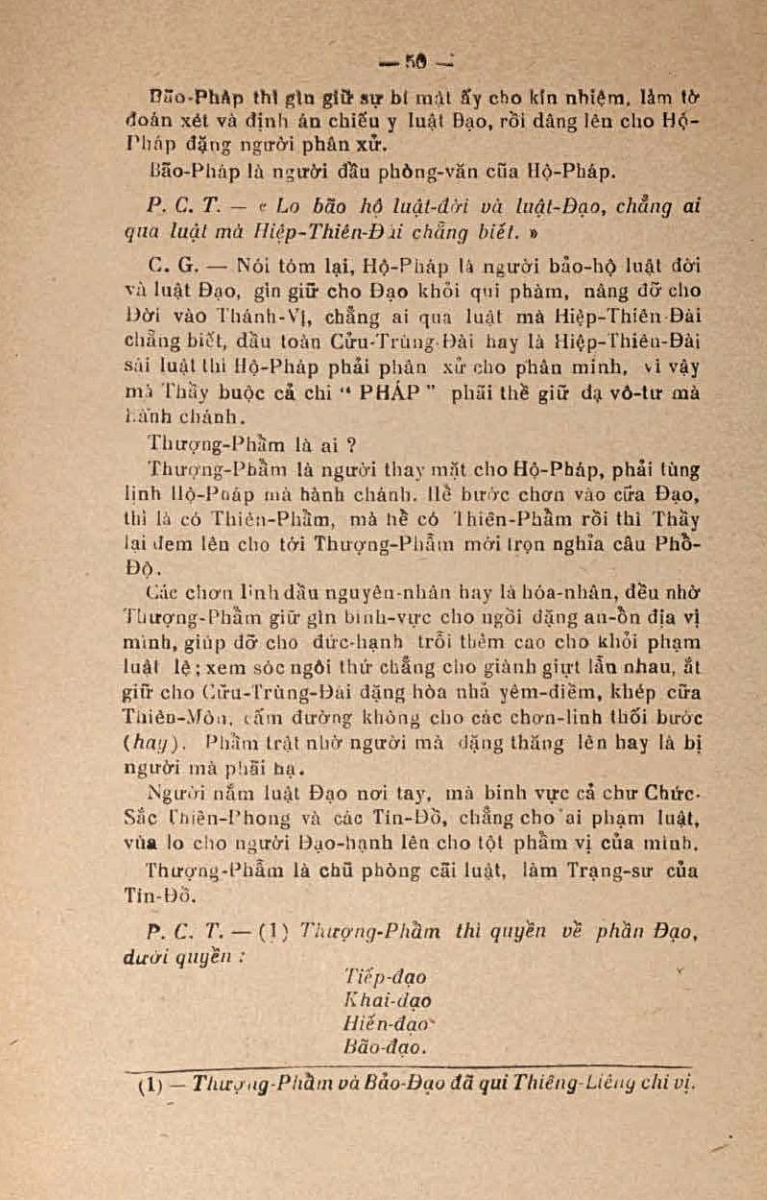 — 50 —
Bão-Pháp thì gìn giữ sự bí mật ấy cho kín nhiệm, làm tờ
đoán xét và định án chiếu y luật Đạo, rồi dâng lên cho Hộ-
Pháp đặng người phân xử.
Bão-Pháp là người đầu phòng-văn của Hộ-Pháp.
P. C. T. — « Lo bão hộ luật-đời và luật-Đạo, chẳng ai
qua luật mà Hiệp-Thiên-Đài chẳng biết. »
C. G. — Nói tóm lại, Hộ-Pháp là người bảo-hộ luật đời
và luật Đạo, gìn giữ cho Đạo khỏi qui phàm, nâng đỡ cho
Đời vào Thánh-Vị, chẳng ai qua luật mà Hiệp-Thiên-Đài
chẳng biết, dầu toàn Cửu-Trùng-Đài hay là Hiệp-Thiên-Đài
sái luật thì Hộ-Pháp phải phân xử cho phân minh, vì vậy
mà Thầy buộc cả chi “ PHÁP ” phãi thề giữ dạ vô-tư mà
hành chánh.
Thượng-Phẩm là ai ?
Thượng-Phẩm là người thay mặt cho Hộ-Pháp, phải tùng
lịnh Hộ-Pháp mà hành chánh. Hễ bước chơn vào cữa Đạo,
thì là có Thiên-Phẩm, mà hễ có Thiên-Phẩm rồi thì Thầy
lại đem lên cho tới Thượng-Phẩm mới trọn nghĩa câu Phổ-
Độ.
Các chơn linh dầu nguyên-nhân hay là hóa-nhân, đều nhờ
Thượng-Phẩm giữ gìn binh-vực cho ngồi đặng an-ổn địa vị
mình, giúp đỡ cho đức-hạnh trỗi thêm cao cho khỏi phạm
luật lệ; xem sóc ngôi thứ chẳng cho giành giựt lẫn nhau, ắt
giữ cho Cữu-Trùng-Đài đặng hòa nhã yêm-điềm, khép cữa
Thiên-Môn, cấm đường không cho các chơn-linh thối bước
(hay). Phẩm trật nhờ người mà đặng thăng lên hay là bị
người mà phãi hạ.
Người nắm luật Đạo nơi tay, mà binh vực cả chư Chức-
Sắc Thiên-Phong và các Tín-Đồ, chẳng cho ai phạm luật,
vừa lo cho người Đạo-hạnh lên cho tột phẩm vị của mình.
Thượng-Phẩm là chũ phòng cãi luật, làm Trạng-sư của
Tín-Đồ.
P. C. T. — (1) Thượng-Phẩm thì quyền về phần Đạo,
dưới quyền :
Tiếp-đạo
Khai-đạo
Hiến-đạo
Bão-đạo.
(1) — Thượng-Phẩm và Bảo-Đạo đã qui Thiêng-Liêng chi vị.